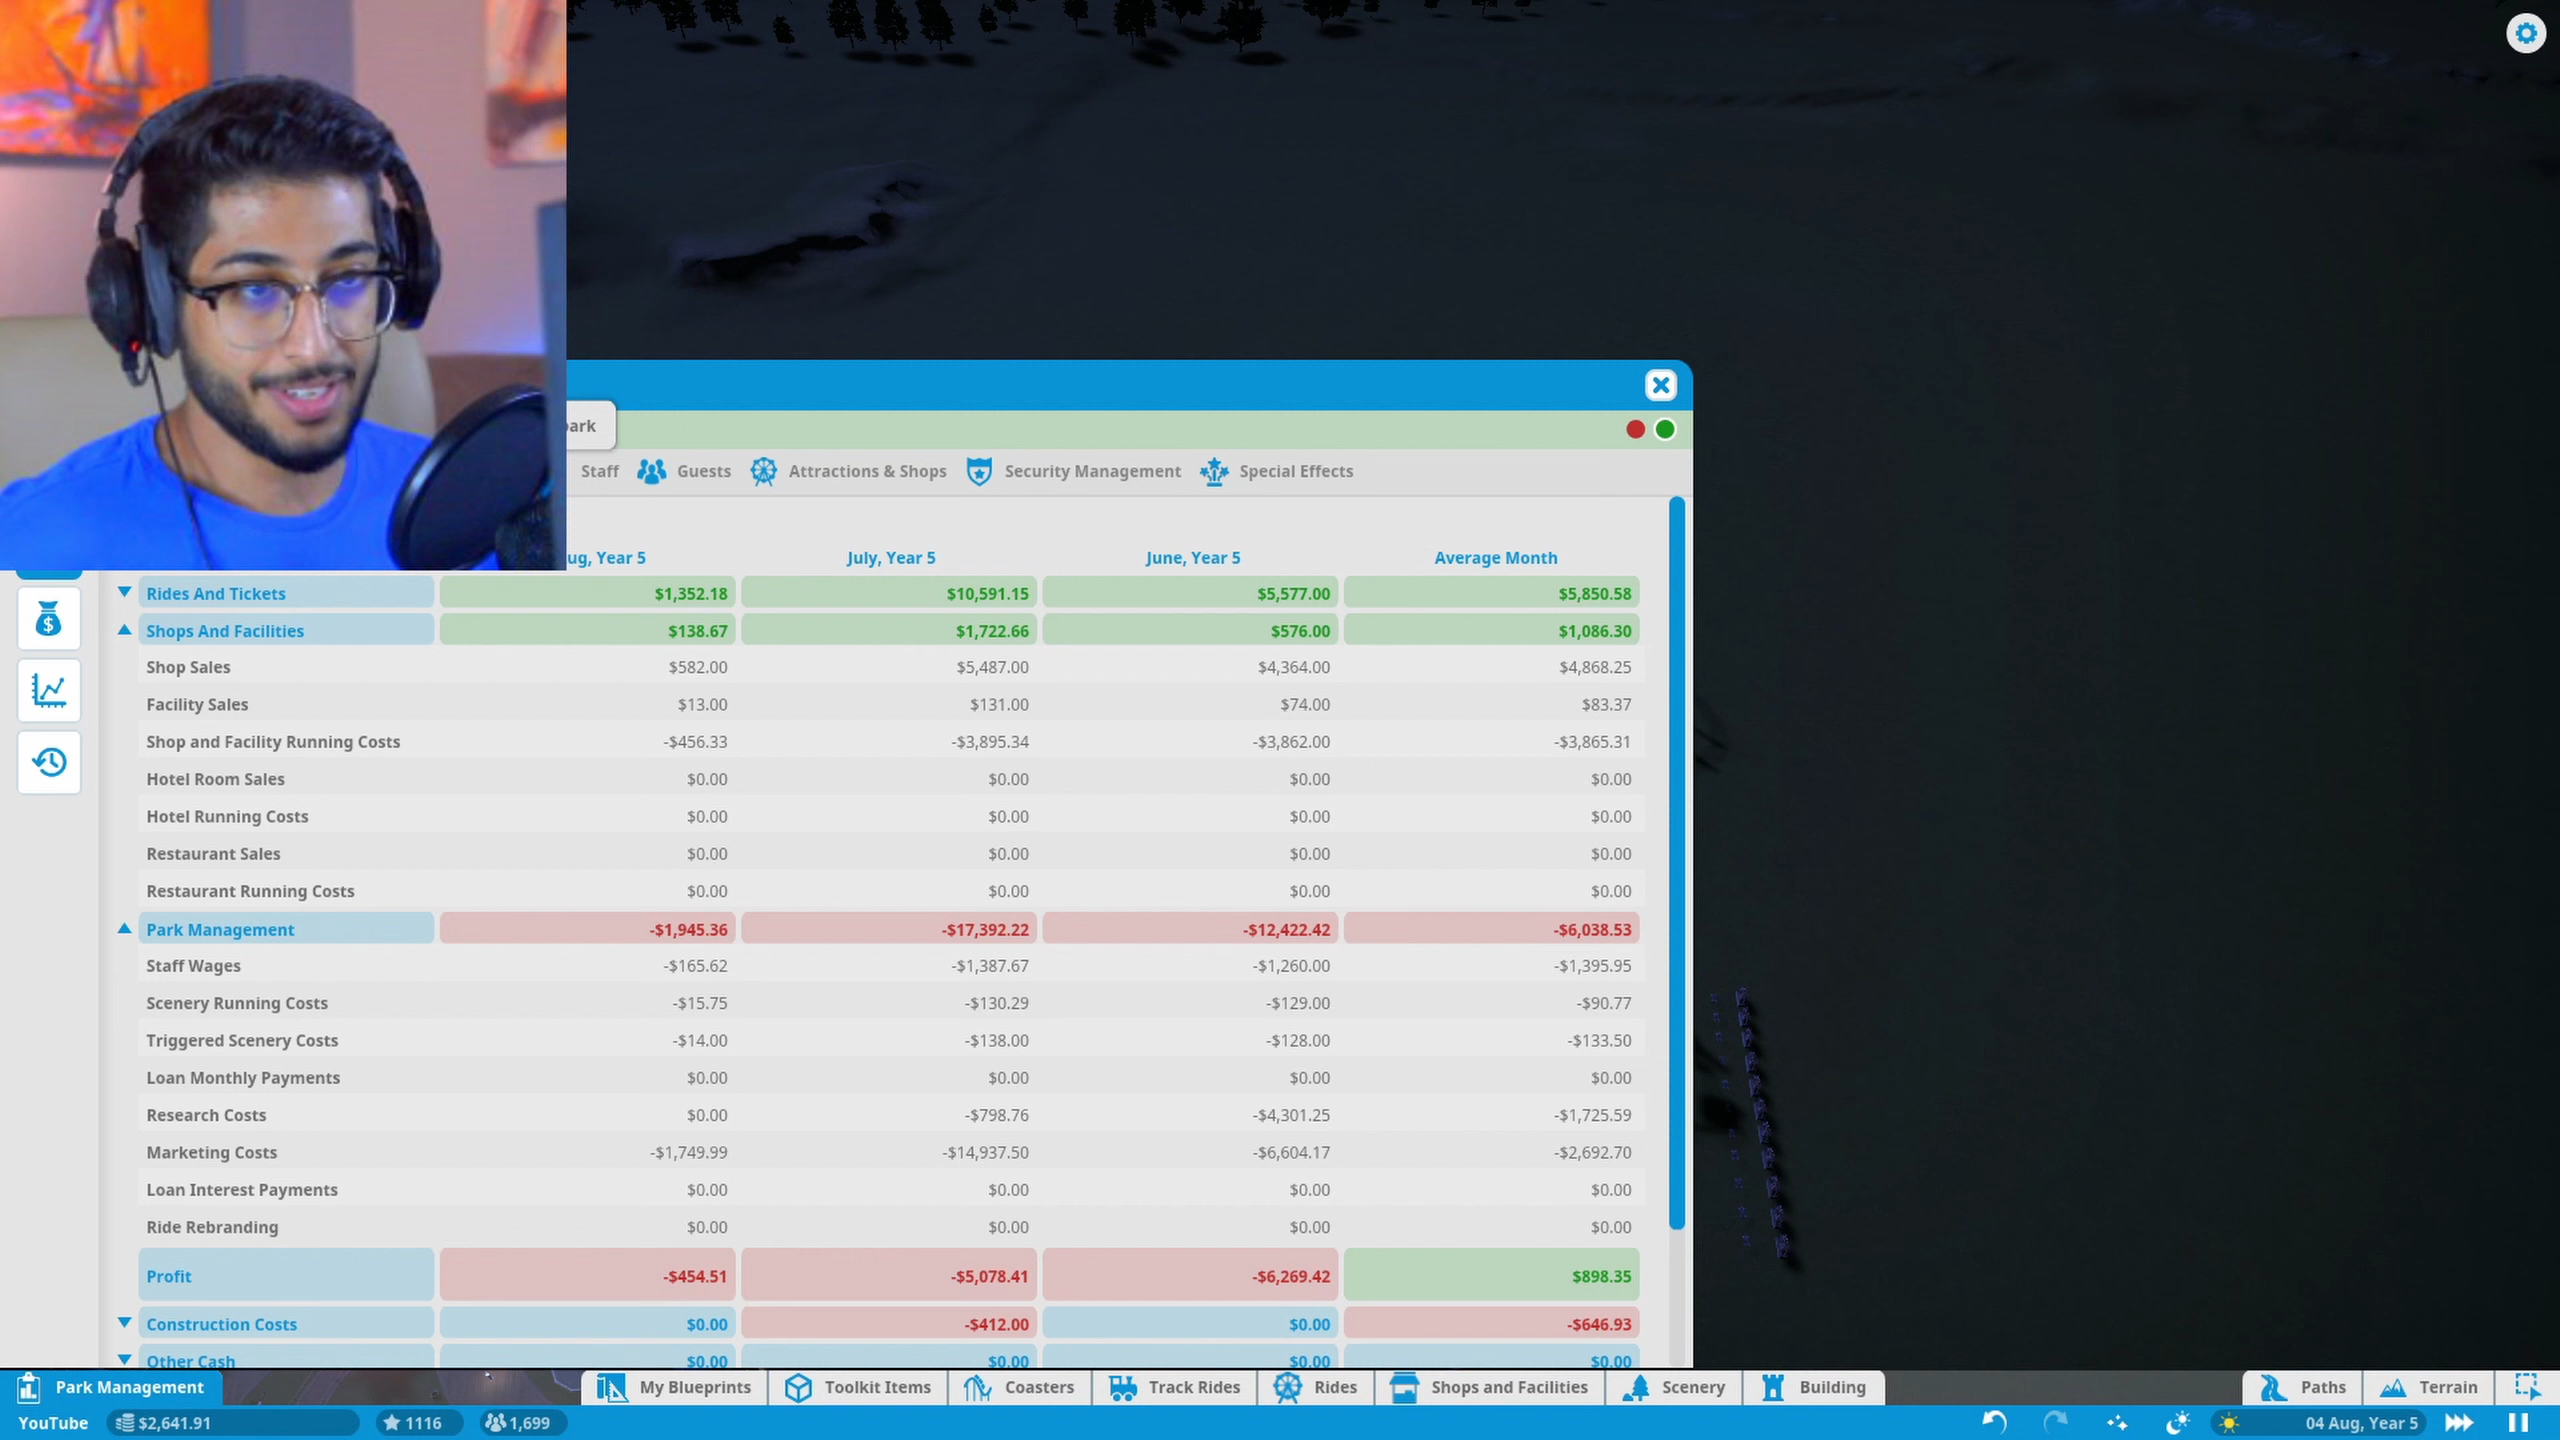 ark
Staff Guests Attractions & Shops Security Management Special Effects
ug, Year 5 July, Year 5 June, Year 5 Average Month
Rides And Tickets $1,352.18 $10,591.15 $5,577.00 $5,850.58
Shops And Facilities $138.67 $1,722.66 $576.00 $1,086.30
Shop Sales $582.00 $5,487.00 $4,364.00 $4,868.25
Facility Sales $13.00 $131.00 $74.00 $83.37
Shop and Facility Running Costs -$456.33 -$3,895.34 -$3,862.00 -$3,865.31
Hotel Room Sales $0.00 $0.00 $0.00 $0.00
Hotel Running Costs $0.00 $0.00 $0.00 $0.00
Restaurant Sales $0.00 $0.00 $0.00 $0.00
Restaurant Running Costs $0.00 $0.00 $0.00 $0.00
Park Management -$1,945.36 -$17,392.22 -$12,422.42 -$6,038.53
Staff Wages -$165.62 -$1,387.67 -$1,260.00 -$1,395.95
Scenery Running Costs -$15.75 -$130.29 -$129.00 -$90.77
Triggered Scenery Costs -$14.00 -$138.00 -$128.00 -$133.50
Loan Monthly Payments $0.00 $0.00 $0.00 $0.00
Research Costs $0.00 -$798.76 -$4,301.25 -$1,725.59
Marketing Costs -$1,749.99 -$14,937.50 -$6,604.17 -$2,692.70
Loan Interest Payments $0.00 $0.00 $0.00 $0.00
Ride Rebranding $0.00 $0.00 $0.00 $0.00
Profit -$454.51 -$5,078.41 -$6,269.42 $898.35
Construction Costs $0.00 -$412.00 $0.00 -$646.93
Other Cash $0.00 $0.00 $0.00 $0.00
Park Management My Blueprints Toolkit Items Coasters Track Rides Rides Shops and Facilities Scenery Building Paths Terrain
YouTube $2,641.91 1116 1,699 04 Aug, Year 5